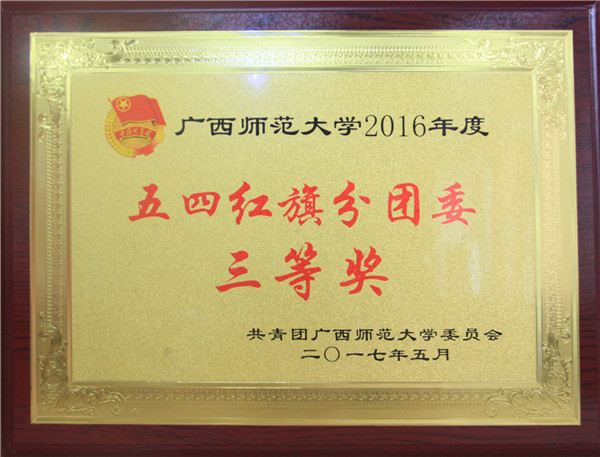 广西师范大学2016年度
五四红旗分团委
三等奖
共青团广西师范大学委员会
二〇一七年五月